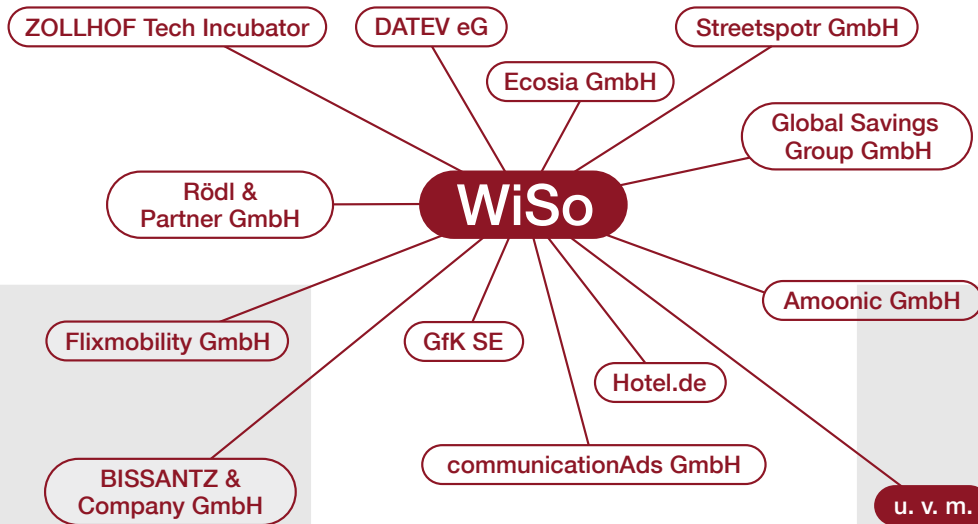 ZOLLHOF Tech Incubator
DATEV eG
Streetspotr GmbH
Ecosia GmbH
Global Savings
Group GmbH
Rödl &
Partner GmbH
WiSo
Amoonic GmbH
Flixmobility GmbH
GfK SE
Hotel.de
communicationAds GmbH
BISSANTZ &
Company GmbH
u. v. m.